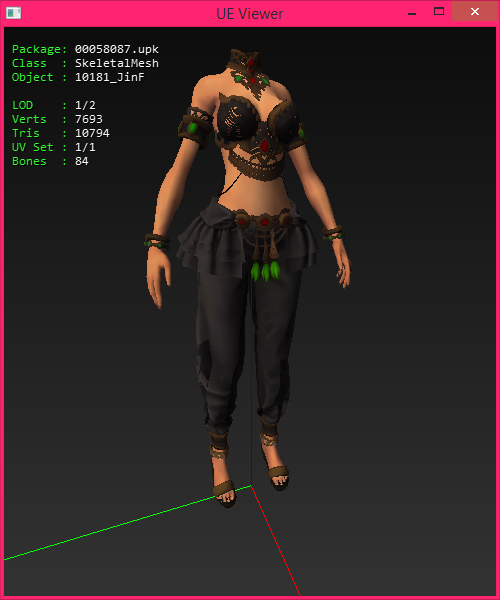 UE Viewer
Package: 00058087.upk
Class  : SkeletalMesh
Object : 10181_JinF
LOD    : 1/2
Verts  : 7693
Tris   : 10794
UV Set : 1/1
Bones  : 84